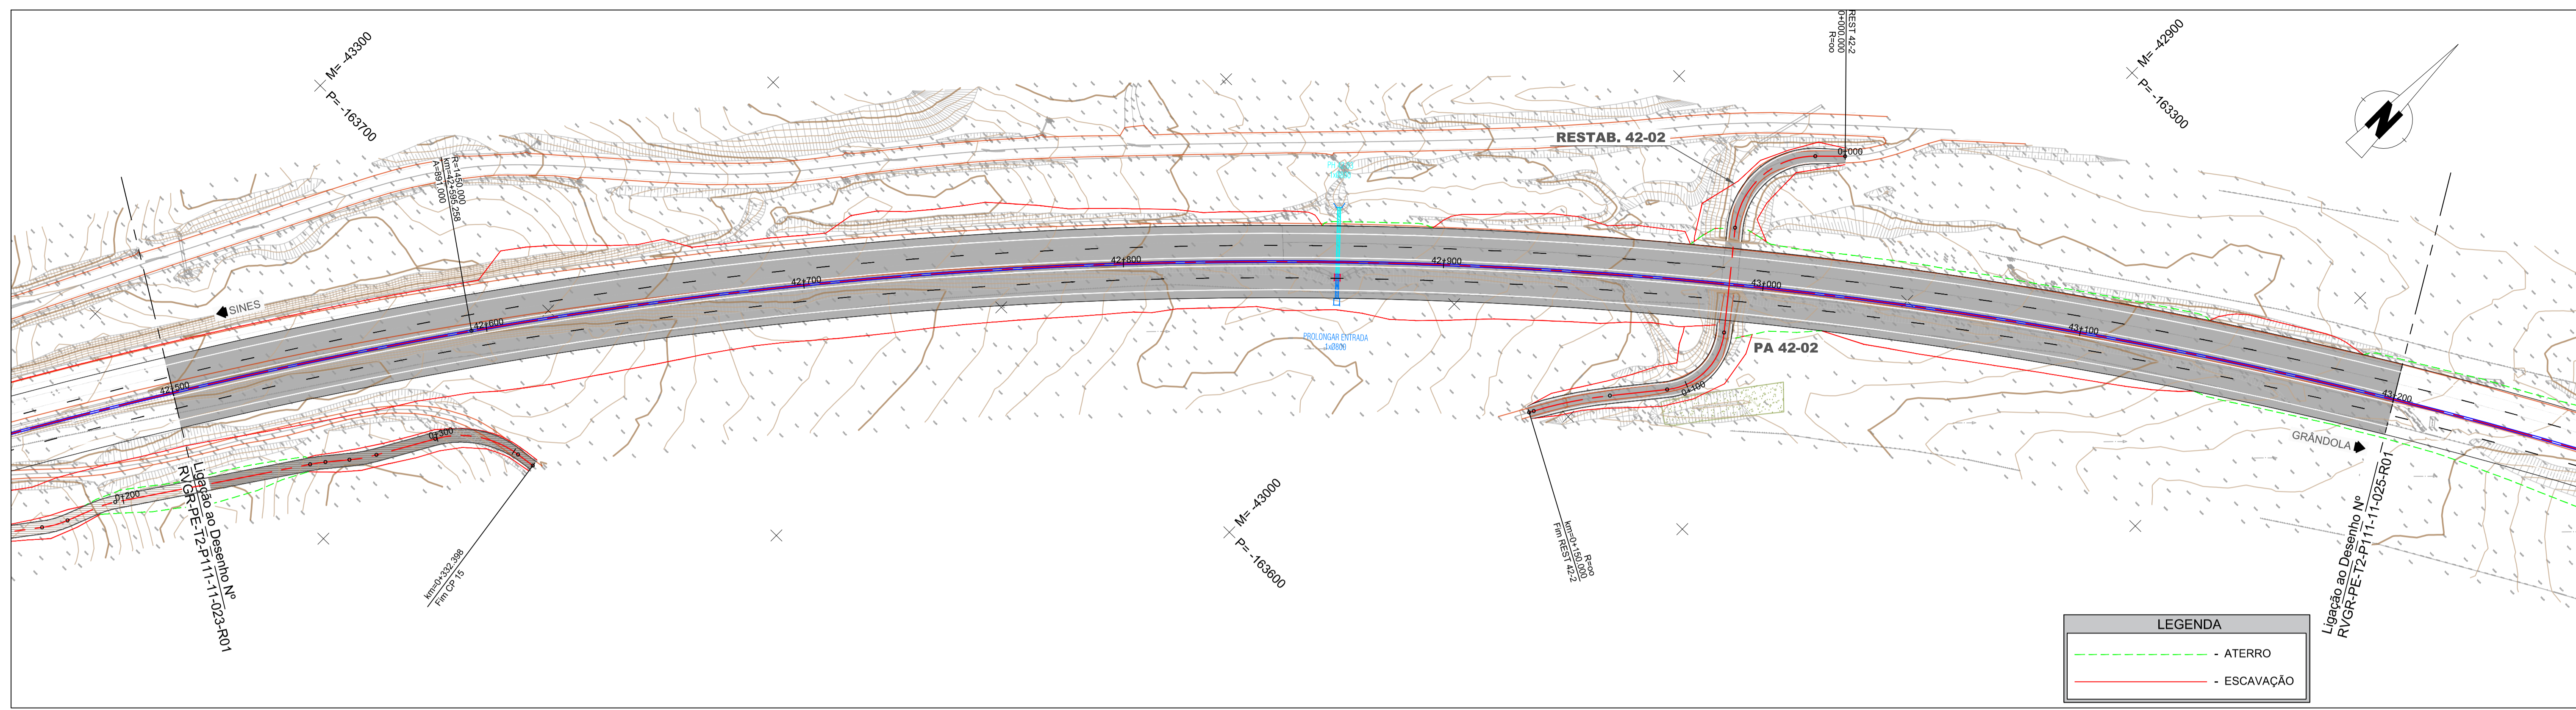 M= -43300
P= -163700
R=1450.000
km=42+595.258
A=891.000
SINES
42+500
42+600
42+700
42+800
42+900
43+000
43+100
43+200
RESTAB. 42-02
REST 42-2
0+000.000
R=oo
0+000
M= -42900
P= -163300
N
PROLONGAR ENTRADA
1xØ800
PA 42-02
0+100
0+200
0+300
GRÂNDOLA
Ligação ao Desenho Nº
RVGR-PE-T2-P111-11-023-R01
km=0+332.398
Fim CP 15
M= -43000
P= -163600
R=oo
km=0+150.000
Fim REST 42-2
Ligação ao Desenho Nº
RVGR-PE-T2-P111-11-025-R01
LEGENDA
- ATERRO
- ESCAVAÇÃO